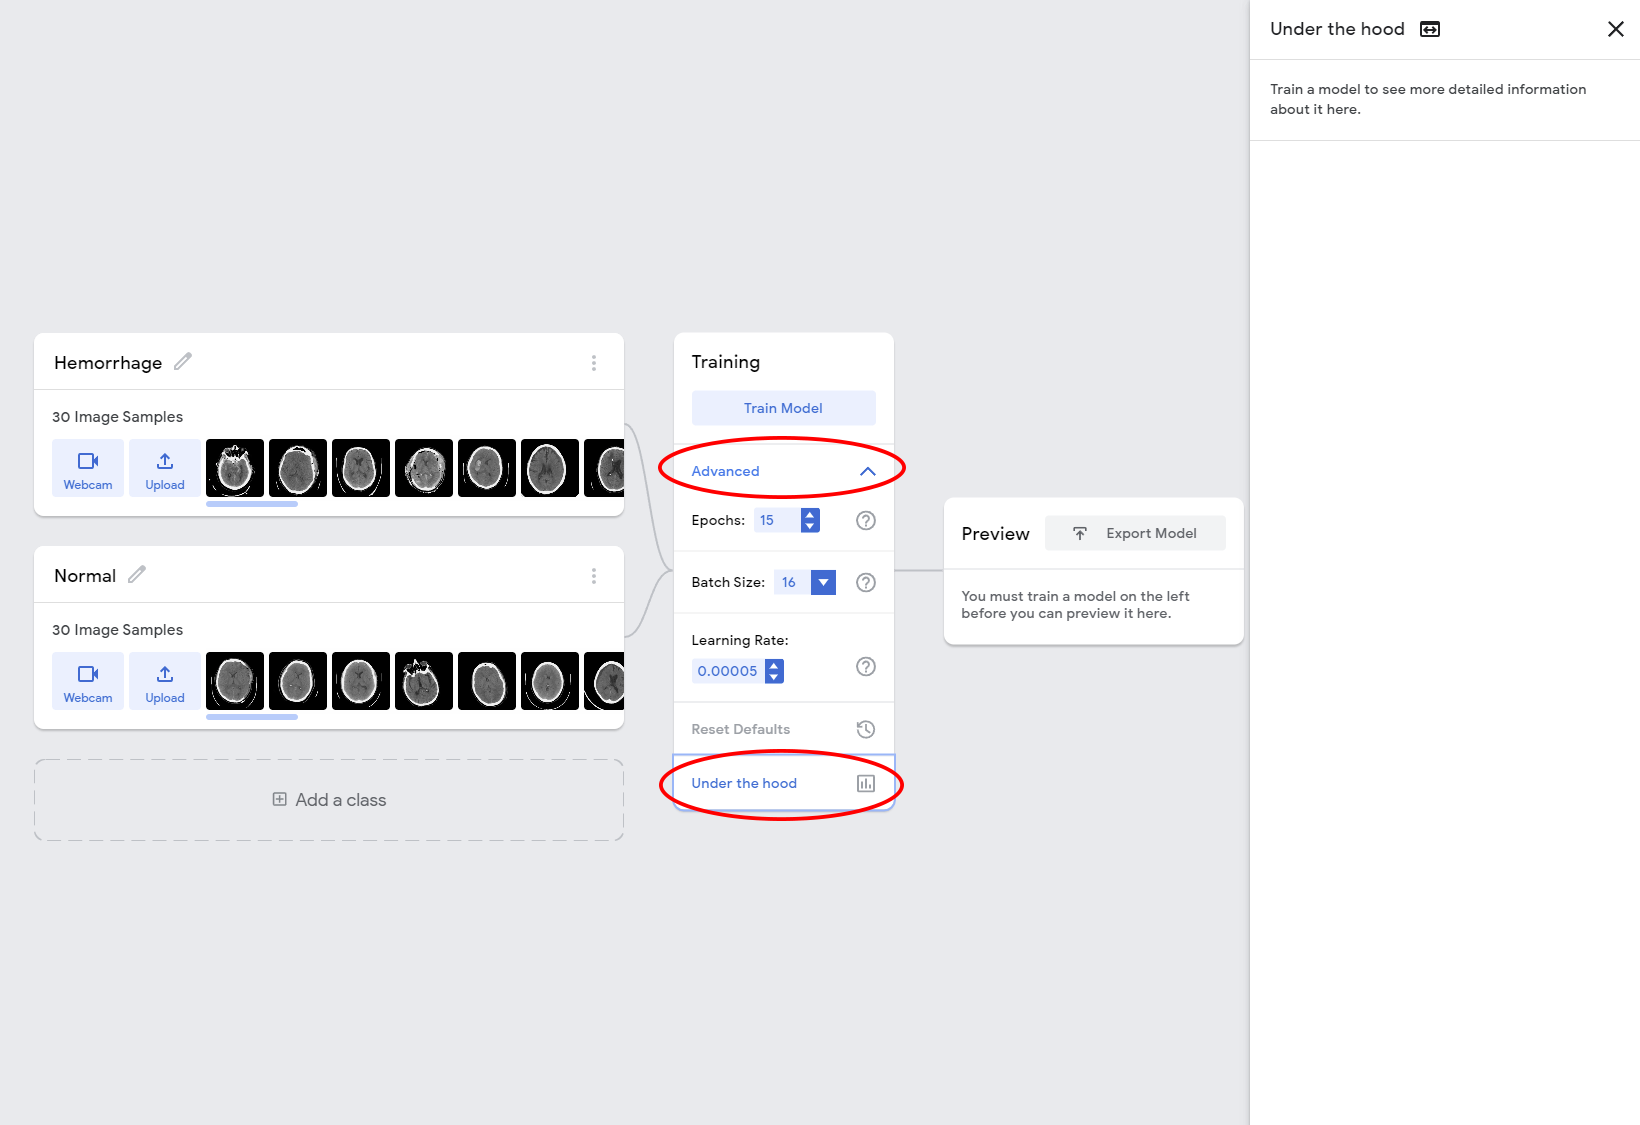 Under the hood
Train a model to see more detailed information
about it here.
Hemorrhage
30 Image Samples
Webcam
Upload
Normal
30 Image Samples
Webcam
Upload
Add a class
Training
Train Model
Advanced
Epochs: 15
Batch Size: 16
Learning Rate:
0.00005
Reset Defaults
Under the hood
Preview
Export Model
You must train a model on the left
before you can preview it here.